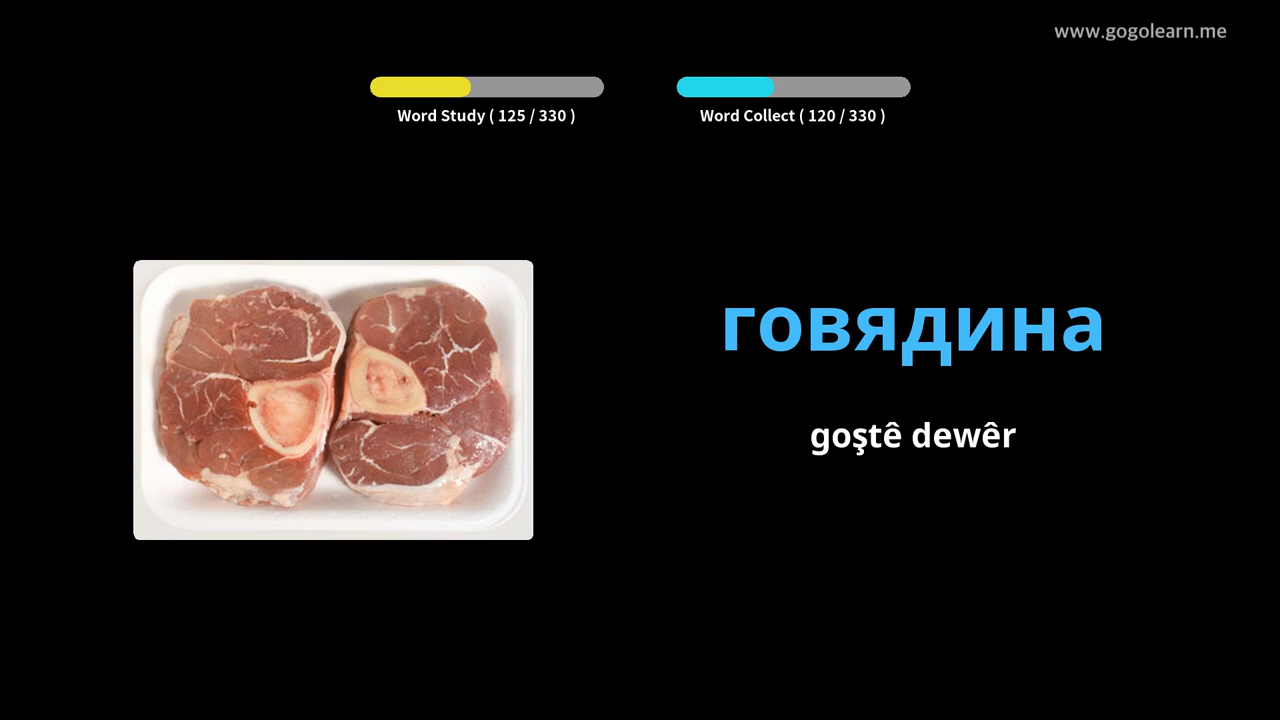 www.gogolearn.me
Word Study ( 125 / 330 )
Word Collect ( 120 / 330 )
говядина
goştê dewêr